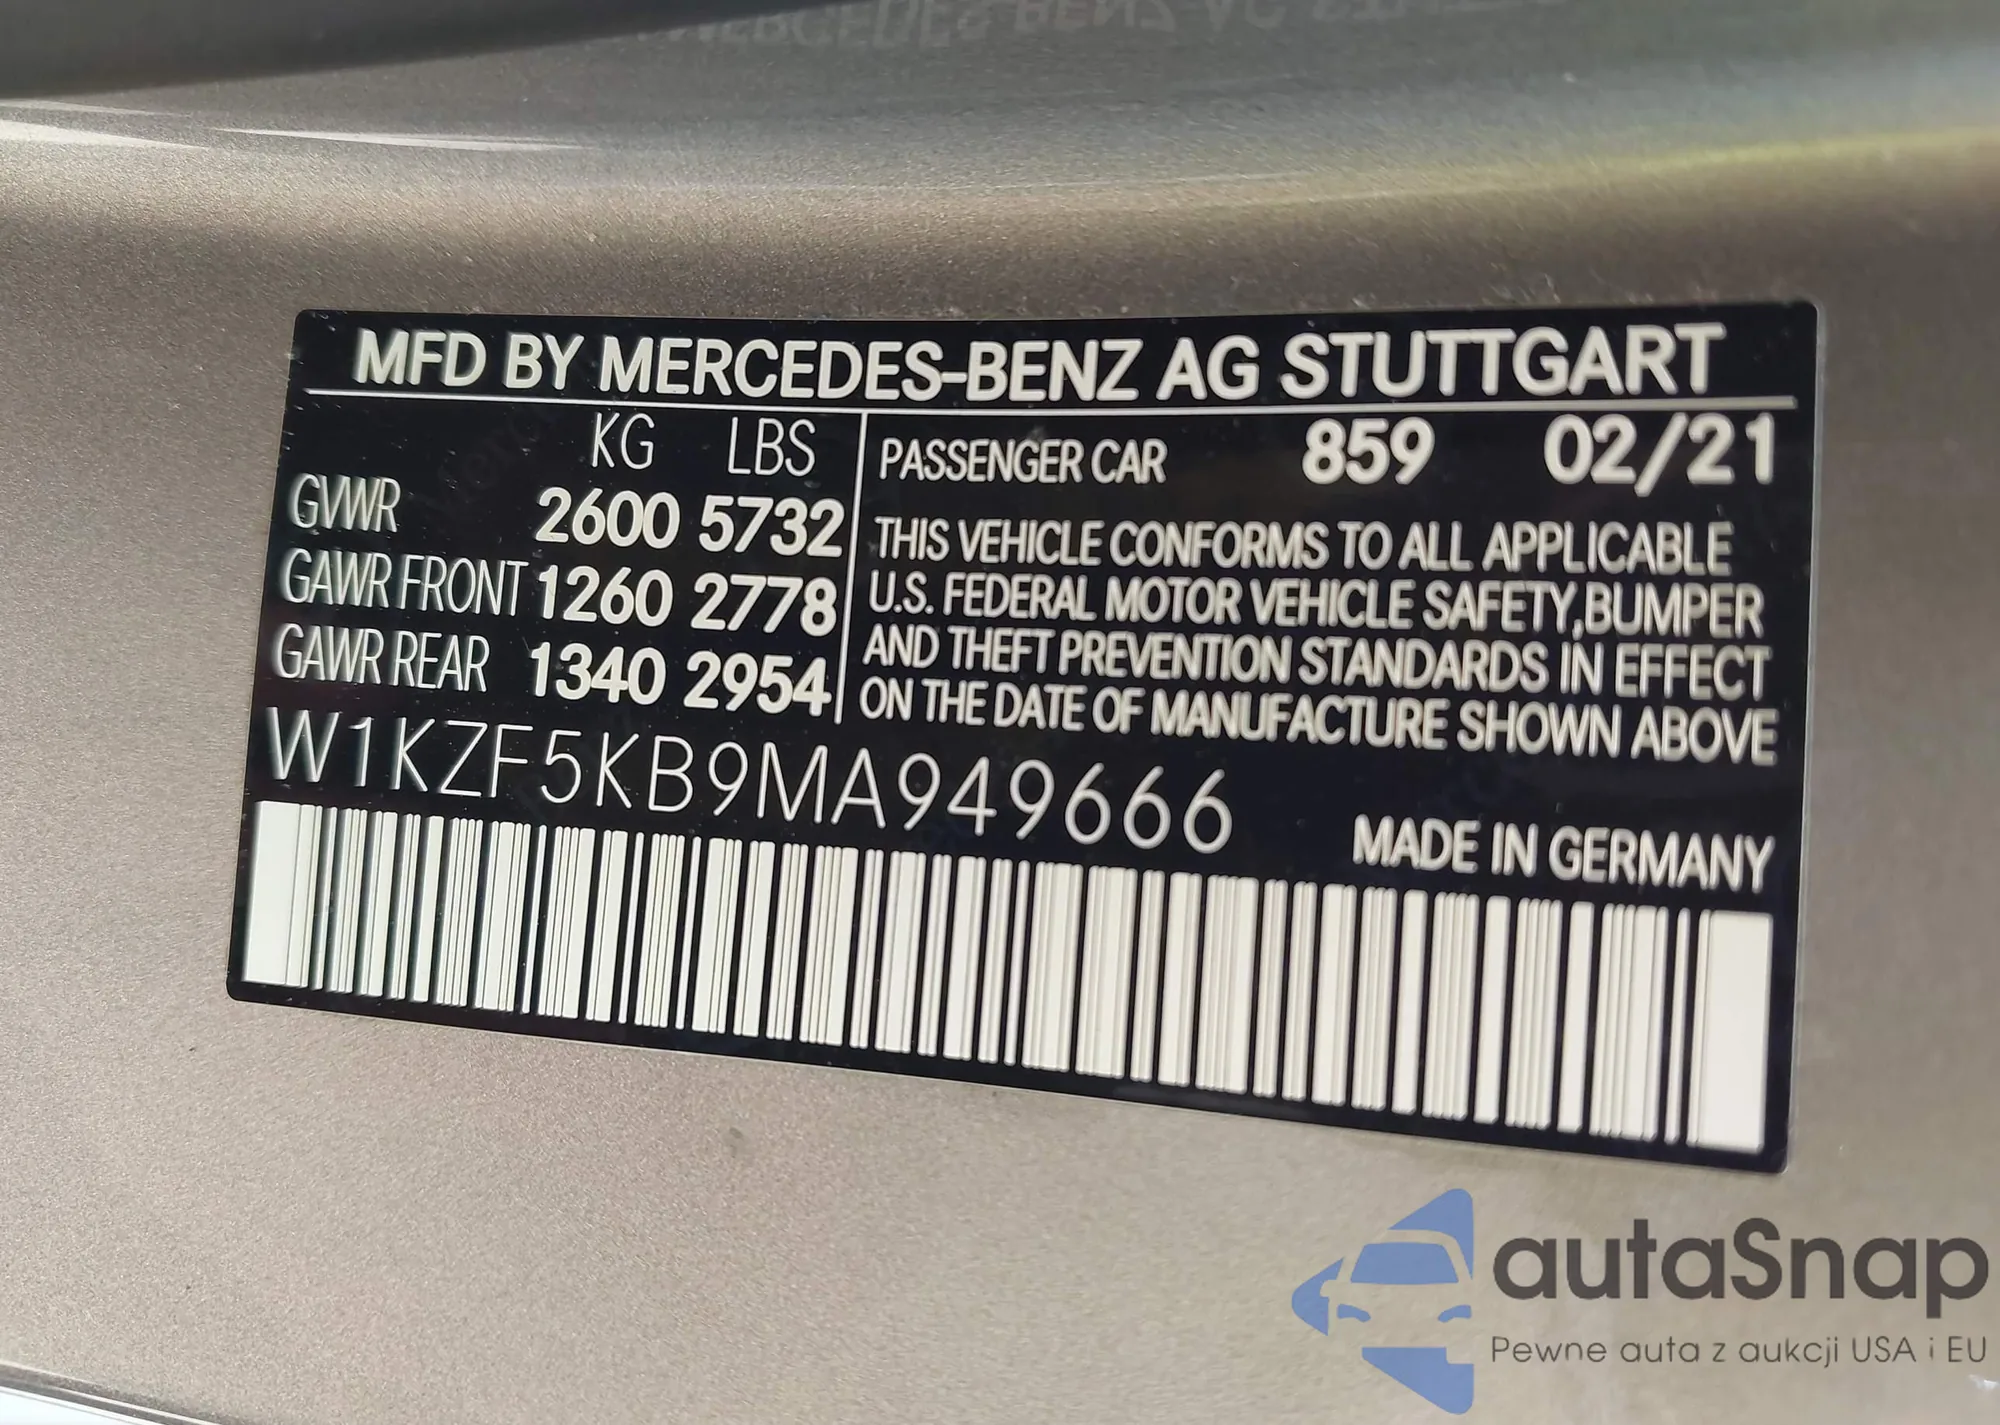 MFD BY MERCEDES-BENZ AG STUTTGART
KG LBS
GVWR 2600 5732
GAWR FRONT 1260 2778
GAWR REAR 1340 2954
PASSENGER CAR 859 02/21
THIS VEHICLE CONFORMS TO ALL APPLICABLE
U.S. FEDERAL MOTOR VEHICLE SAFETY,BUMPER
AND THEFT PREVENTION STANDARDS IN EFFECT
ON THE DATE OF MANUFACTURE SHOWN ABOVE
W1KZF5KB9MA949666
MADE IN GERMANY
autaSnap
Pewne auta z aukcji USA i EU